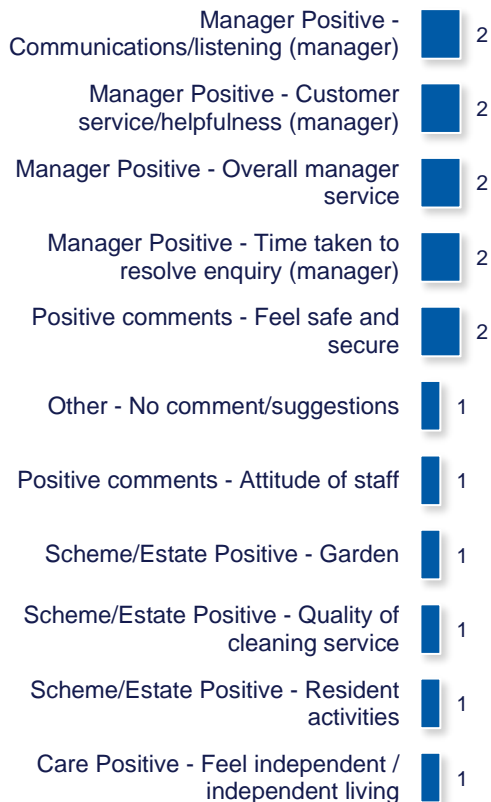 Manager Positive -
Communications/listening (manager)
2
Manager Positive - Customer
service/helpfulness (manager)
2
Manager Positive - Overall manager
service
2
Manager Positive - Time taken to
resolve enquiry (manager)
2
Positive comments - Feel safe and
secure
2
Other - No comment/suggestions
1
Positive comments - Attitude of staff
1
Scheme/Estate Positive - Garden
1
Scheme/Estate Positive - Quality of
cleaning service
1
Scheme/Estate Positive - Resident
activities
1
Care Positive - Feel independent /
independent living
1